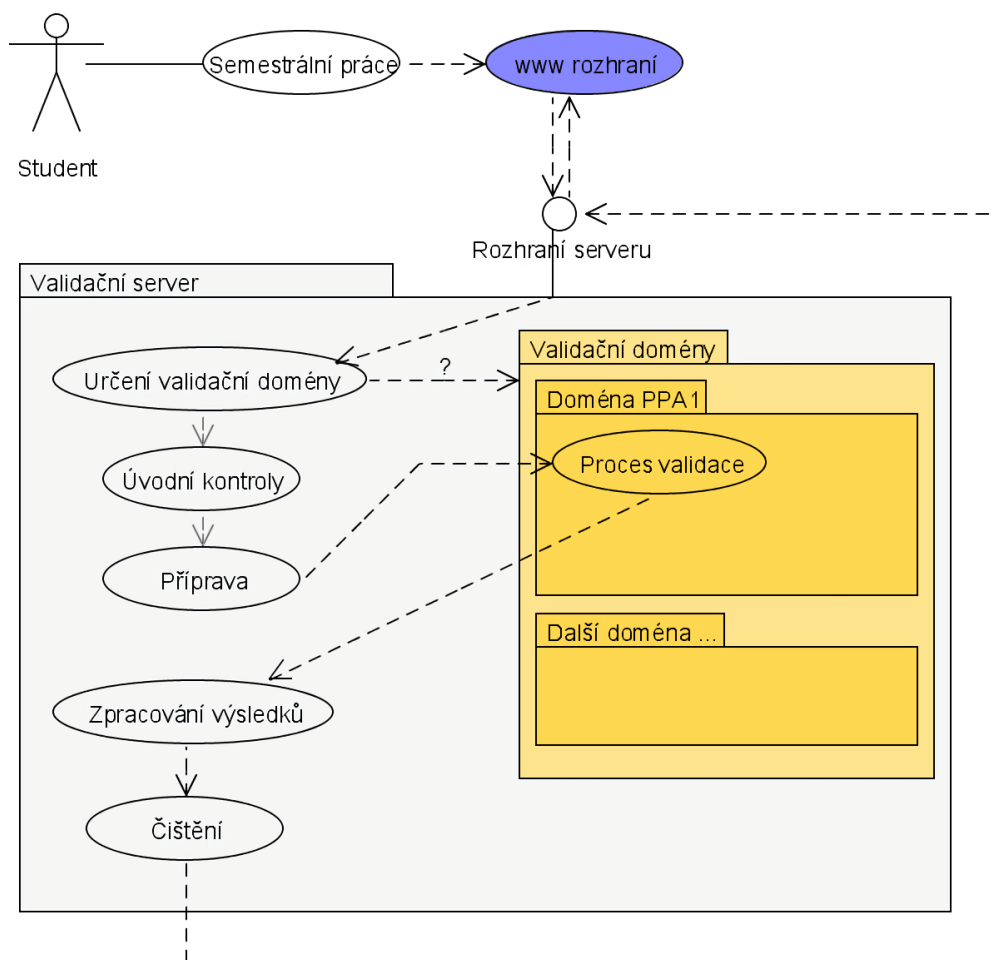 Semestrální práce
www rozhraní
Student
Rozhraní serveru
Validační server
Validační domény
?
Určení validační domény
Doména PPA1
Proces validace
Úvodní kontroly
Příprava
Další doména ...
Zpracování výsledků
Čištění